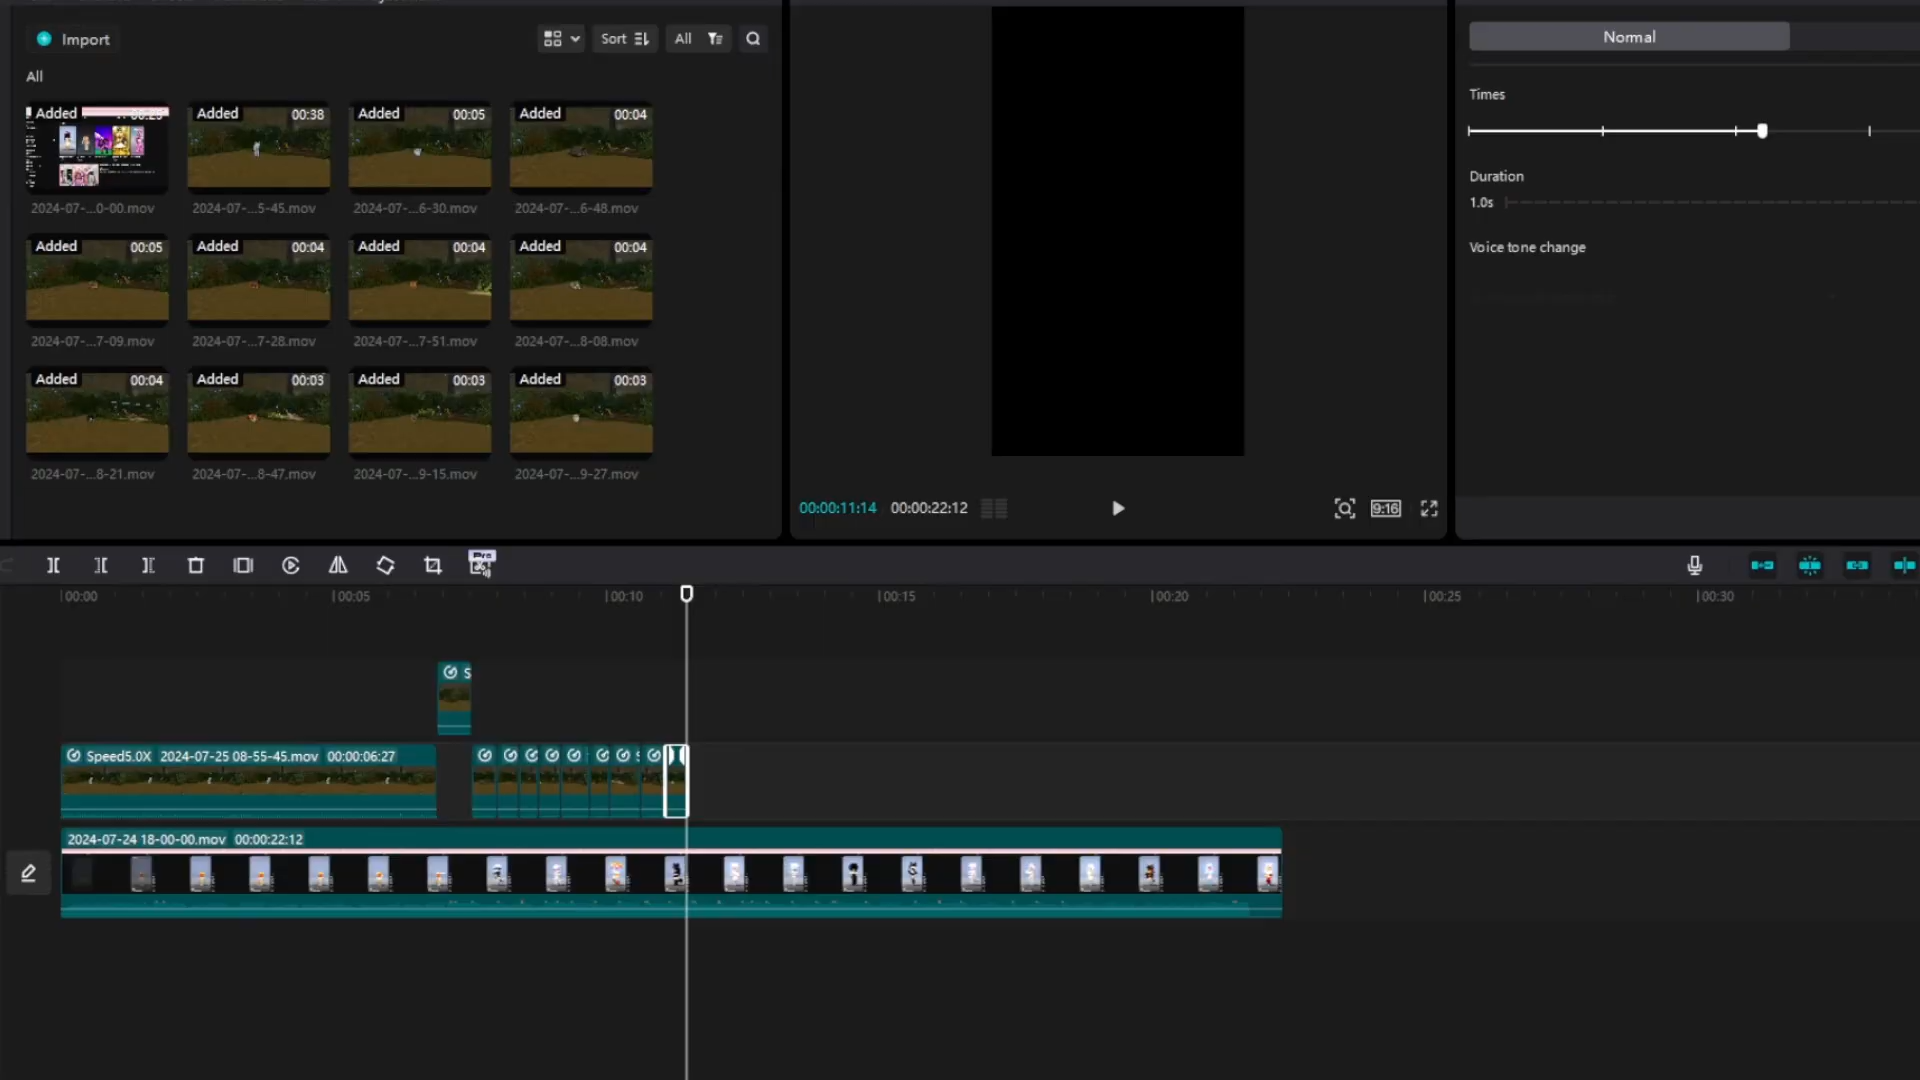 Import
Sort
All
All
Added
Added 00:38
Added 00:05
Added 00:04
2024-07-...0-00.mov
2024-07-...5-45.mov
2024-07-...6-30.mov
2024-07-...6-48.mov
Added 00:05
Added 00:04
Added 00:04
Added 00:04
2024-07-...7-09.mov
2024-07-...7-28.mov
2024-07-...7-51.mov
2024-07-...8-08.mov
Added 00:04
Added 00:03
Added 00:03
Added 00:03
2024-07-...8-21.mov
2024-07-...8-47.mov
2024-07-...9-15.mov
2024-07-...9-27.mov
00:00:11:14 00:00:22:12
9:16
Normal
Times
Duration
1.0s
Voice tone change
Pro
00:00 00:05 00:10 00:15 00:20 00:25 00:30
S
Speed5.0X 2024-07-25 08-55-45.mov 00:00:06:27
2024-07-24 18-00-00.mov 00:00:22:12